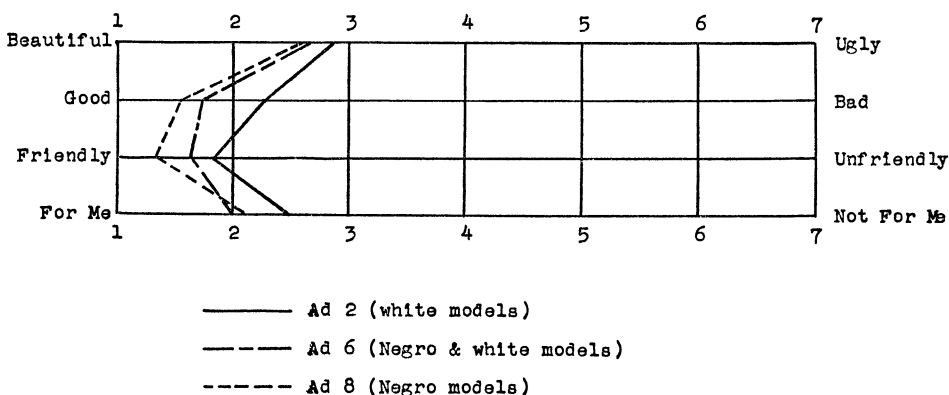 1 2 3 4 5 6 7
Beautiful Ugly
Good Bad
Friendly Unfriendly
For Me Not For Me
1 2 3 4 5 6 7
Ad 2 (white models)
Ad 6 (Negro & white models)
Ad 8 (Negro models)